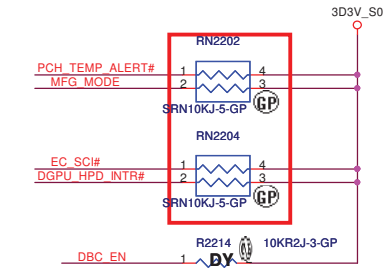 3D3V_S0
RN2202
PCH_TEMP_ALERT# 1 4
MFG_MODE 2 3
SRN10KJ-5-GP GP
RN2204
EC_SCI# 1 4
DGPU_HPD_INTR# 2 3
SRN10KJ-5-GP GP
R2214 10KR2J-3-GP
DBC_EN 1 DY 2